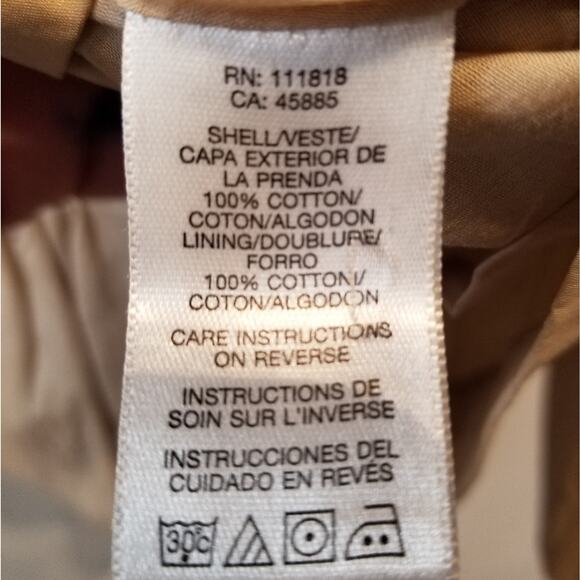 RN: 111818
CA: 45885
SHELL/VESTE/
CAPA EXTERIOR DE
LA PRENDA
100% COTTON/
COTON/ALGODON
LINING/DOUBLURE/
FORRO
100% COTTON/
COTON/ALGODON
CARE INSTRUCTIONS
ON REVERSE
INSTRUCTIONS DE
SOIN SUR L'INVERSE
INSTRUCCIONES DEL
CUIDADO EN REVÉS
30°C